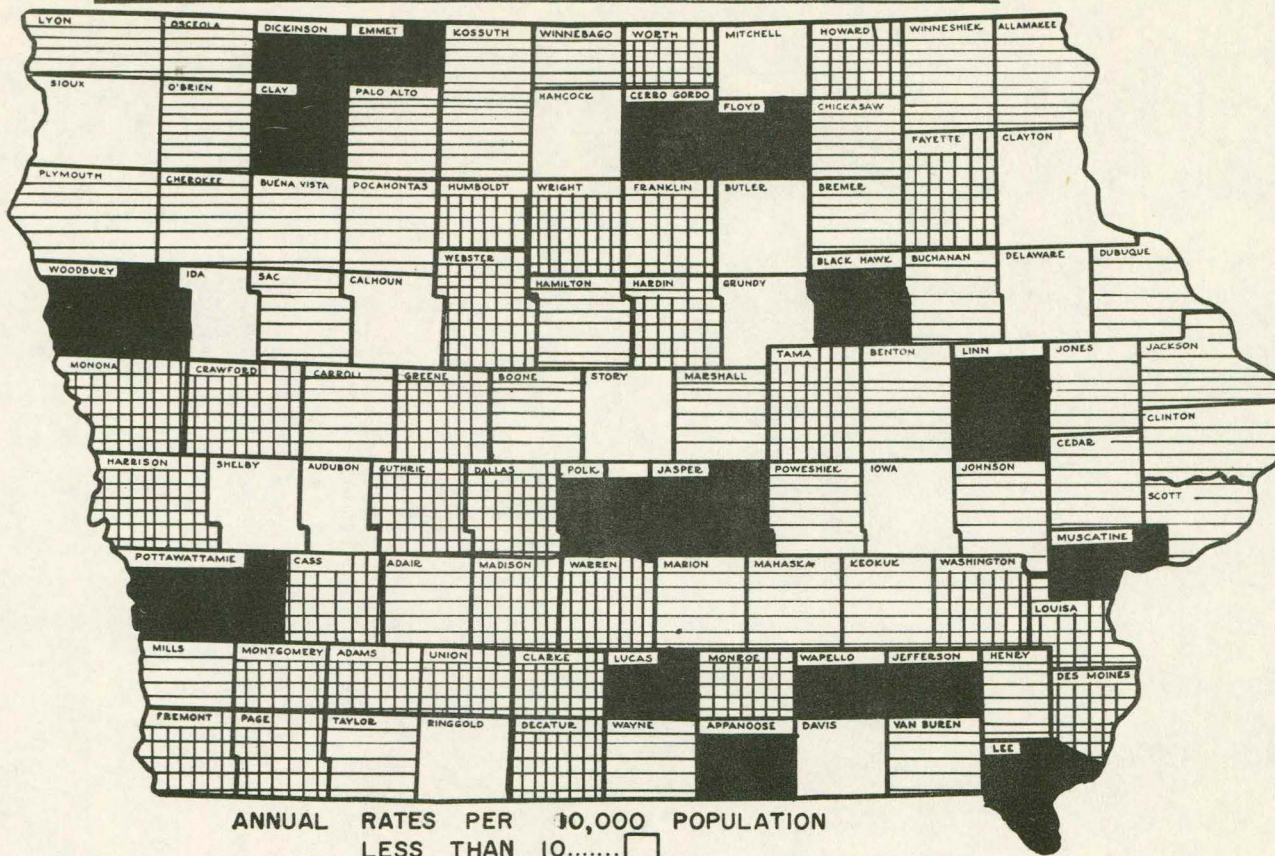 LYON OSCEOLA DICKINSON EMMET KOSSUTH WINNEBAGO WORTH MITCHELL HOWARD WINNESHIEK ALLAMAKEE
SIOUX O'BRIEN CLAY PALO ALTO HANCOCK CERRO GORDO FLOYD CHICKASAW
FAYETTE CLAYTON
PLYMOUTH CHEROKEE BUENA VISTA POCAHONTAS HUMBOLDT WRIGHT FRANKLIN BUTLER BREMER
WOODBURY IDA SAC CALHOUN WEBSTER HAMILTON HARDIN GRUNDY BLACK HAWK BUCHANAN DELAWARE DUBUQUE
MONONA CRAWFORD CARROLL GREENE BOONE STORY MARSHALL TAMA BENTON LINN JONES JACKSON
CLINTON
CEDAR
HARRISON SHELBY AUDUBON GUTHRIE DALLAS POLK JASPER POWESHIEK IOWA JOHNSON
SCOTT
MUSCATINE
POTTAWATTAMIE CASS ADAIR MADISON WARREN MARION MAHASKA KEOKUK WASHINGTON
LOUISA
MILLS MONTGOMERY ADAMS UNION CLARKE LUCAS MONROE WAPELLO JEFFERSON HENRY
DES MOINES
FREMONT PAGE TAYLOR RINGGOLD DECATUR WAYNE APPANOOSE DAVIS VAN BUREN
LEE
ANNUAL RATES PER 10,000 POPULATION
LESS THAN 10.......